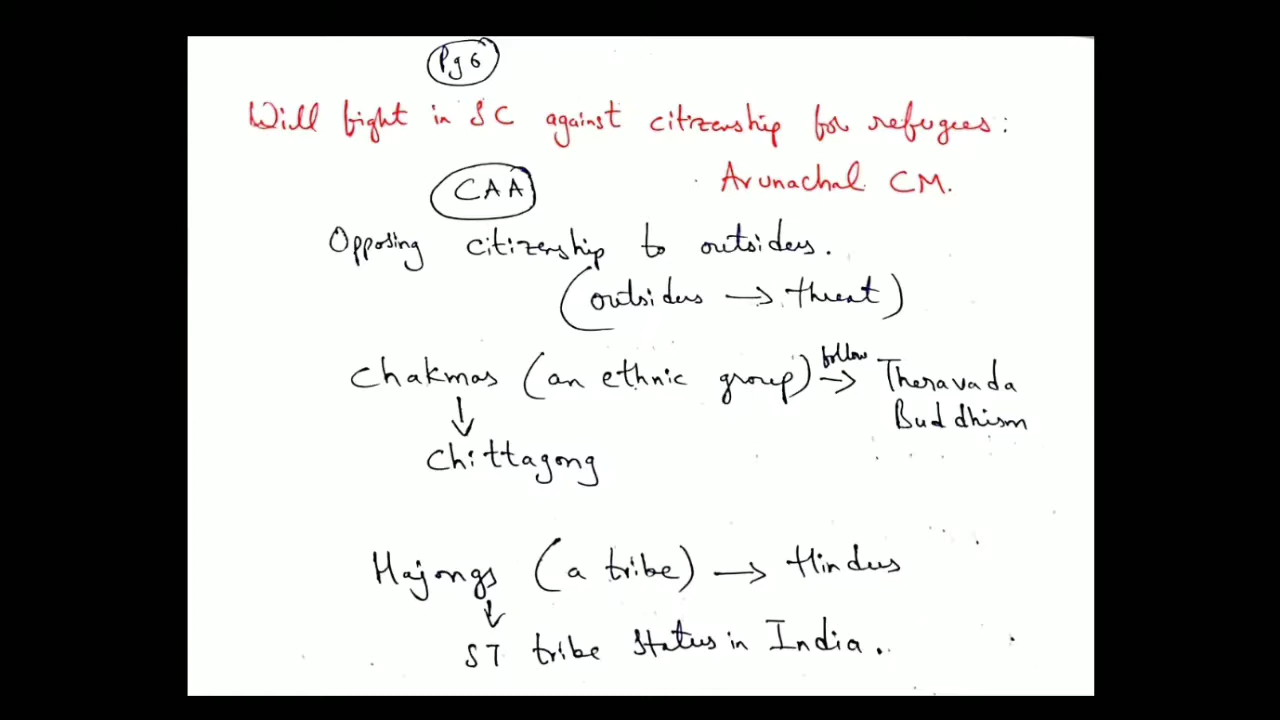 Pg 6
Will fight in SC against citizenship for refugees:
Arunachal CM.
CAA
Opposing citizenship to outsiders.
(outsiders → threat)
Chakmas (an ethnic group) follow → Theravada
Buddhism
↓
Chittagong
Hajongs (a tribe) → Hindus
↓
ST tribe status in India.